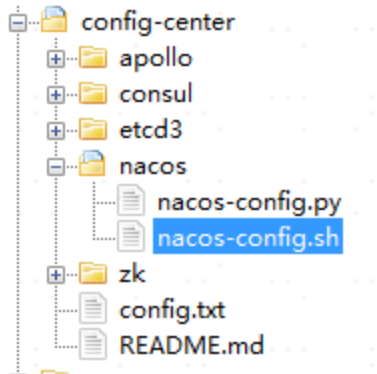 config-center
apollo
consul
etcd3
nacos
nacos-config.py
nacos-config.sh
zk
config.txt
README.md